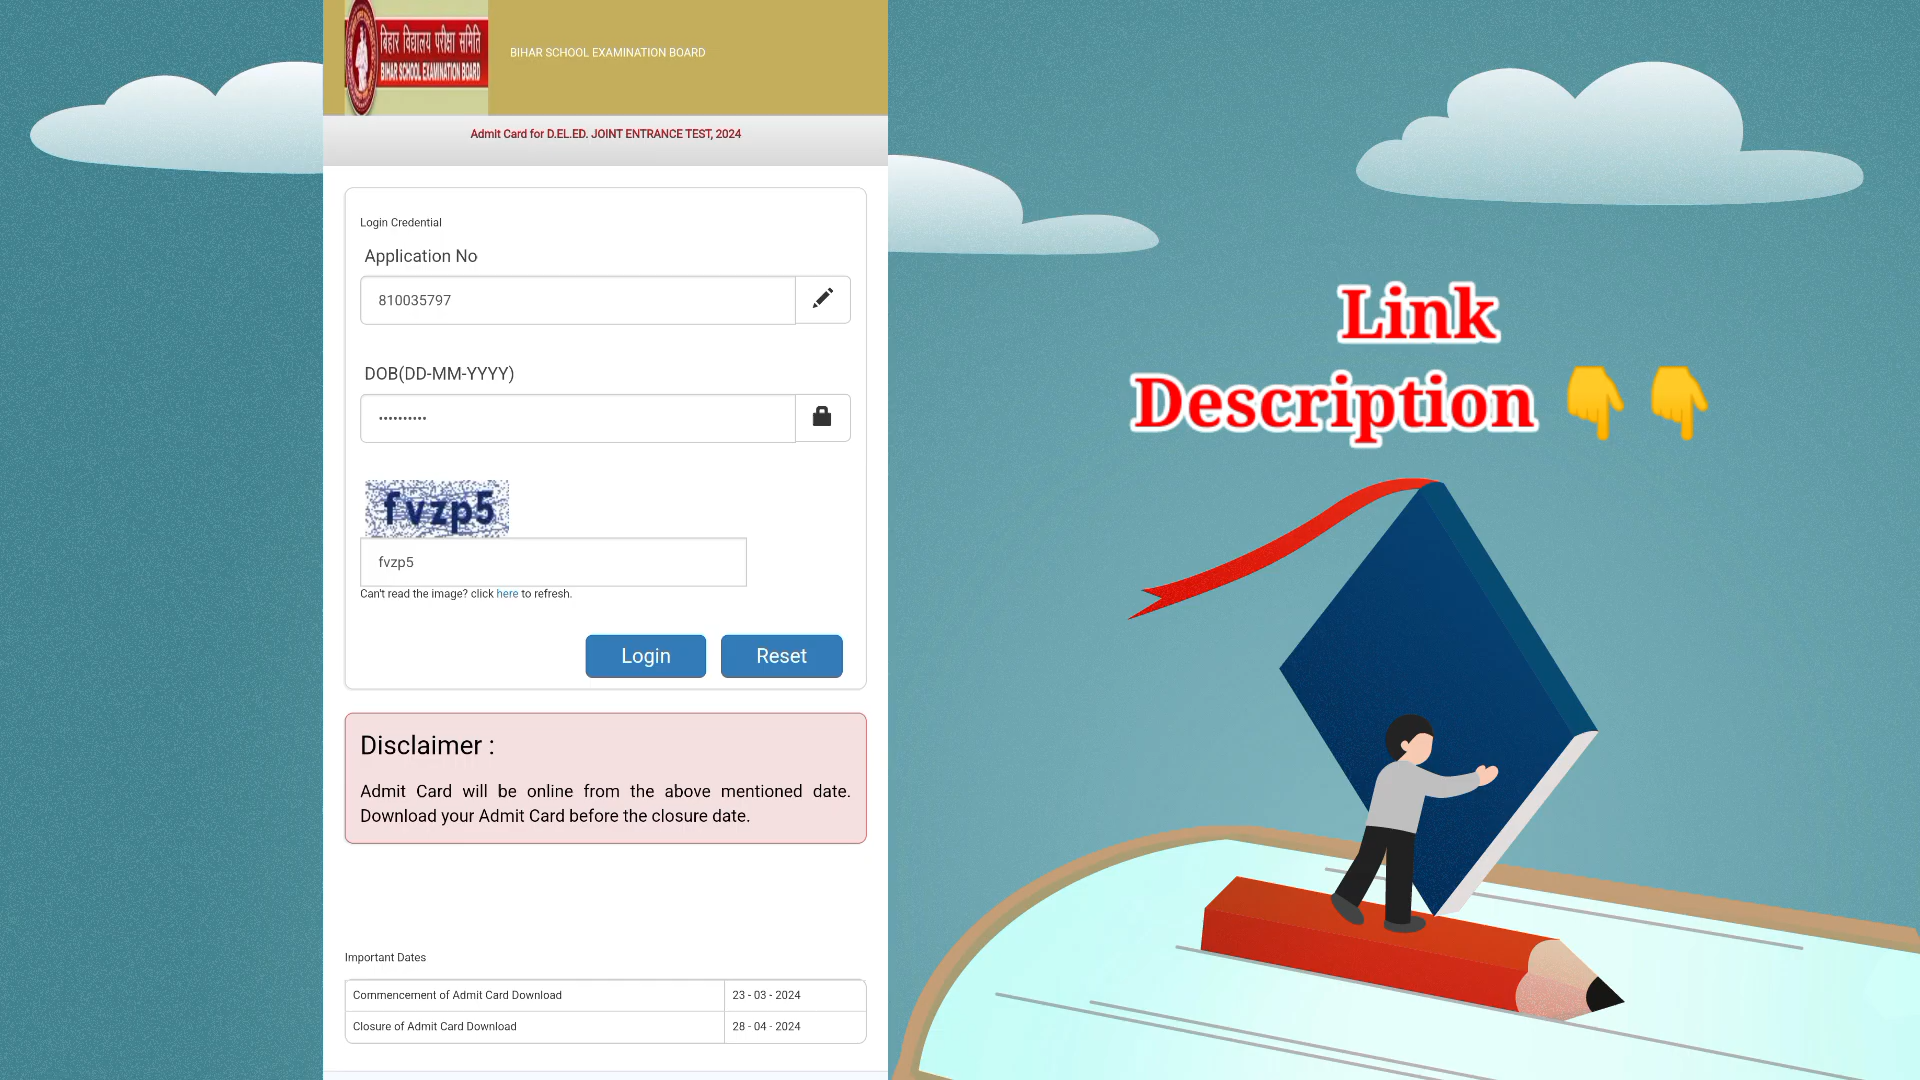 बिहार विद्यालय परीक्षा समिति
BIHAR SCHOOL EXAMINATION BOARD
BIHAR SCHOOL EXAMINATION BOARD
Admit Card for D.EL.ED. JOINT ENTRANCE TEST, 2024
Login Credential
Application No
810035797
DOB(DD-MM-YYYY)
••••••••••
fvzp5
fvzp5
Can't read the image? click here to refresh.
Login Reset
Disclaimer :
Admit Card will be online from the above mentioned date.
Download your Admit Card before the closure date.
Important Dates
Commencement of Admit Card Download 23 - 03 - 2024
Closure of Admit Card Download 28 - 04 - 2024
Link
Description 👇👇